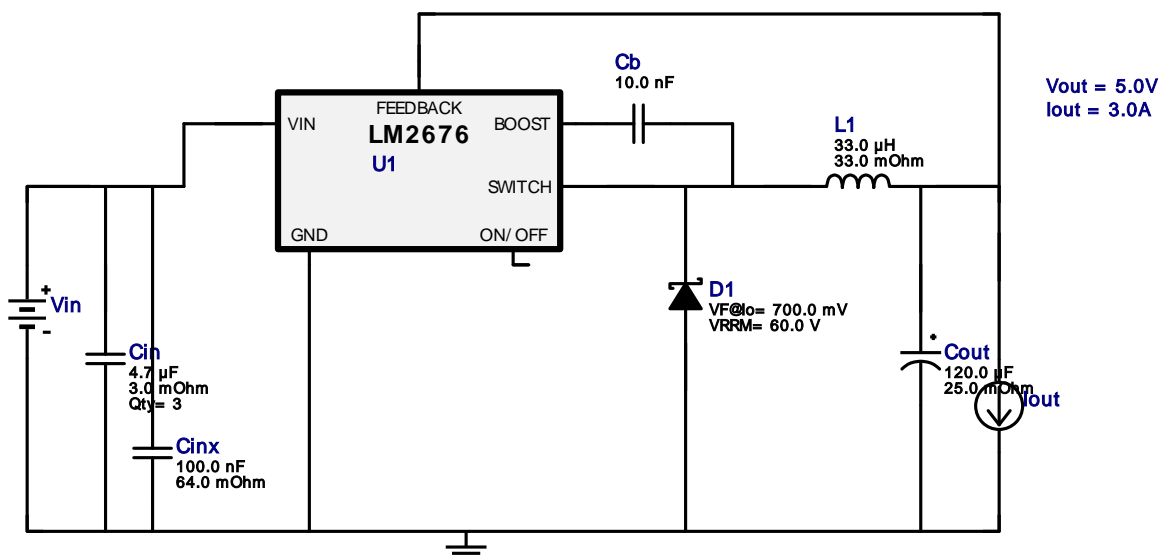 Cb
10.0 nF
Vout = 5.0V
Iout = 3.0A
FEEDBACK
VIN
LM2676
BOOST
U1
L1
33.0 µH
33.0 mOhm
SWITCH
GND
ON/ OFF
+
Vin
-
D1
VF@Io= 700.0 mV
VRRM= 60.0 V
Cin
4.7 µF
3.0 mOhm
Qty= 3
Cout
120.0 µF
25.0 mOhm
Iout
Cinx
100.0 nF
64.0 mOhm